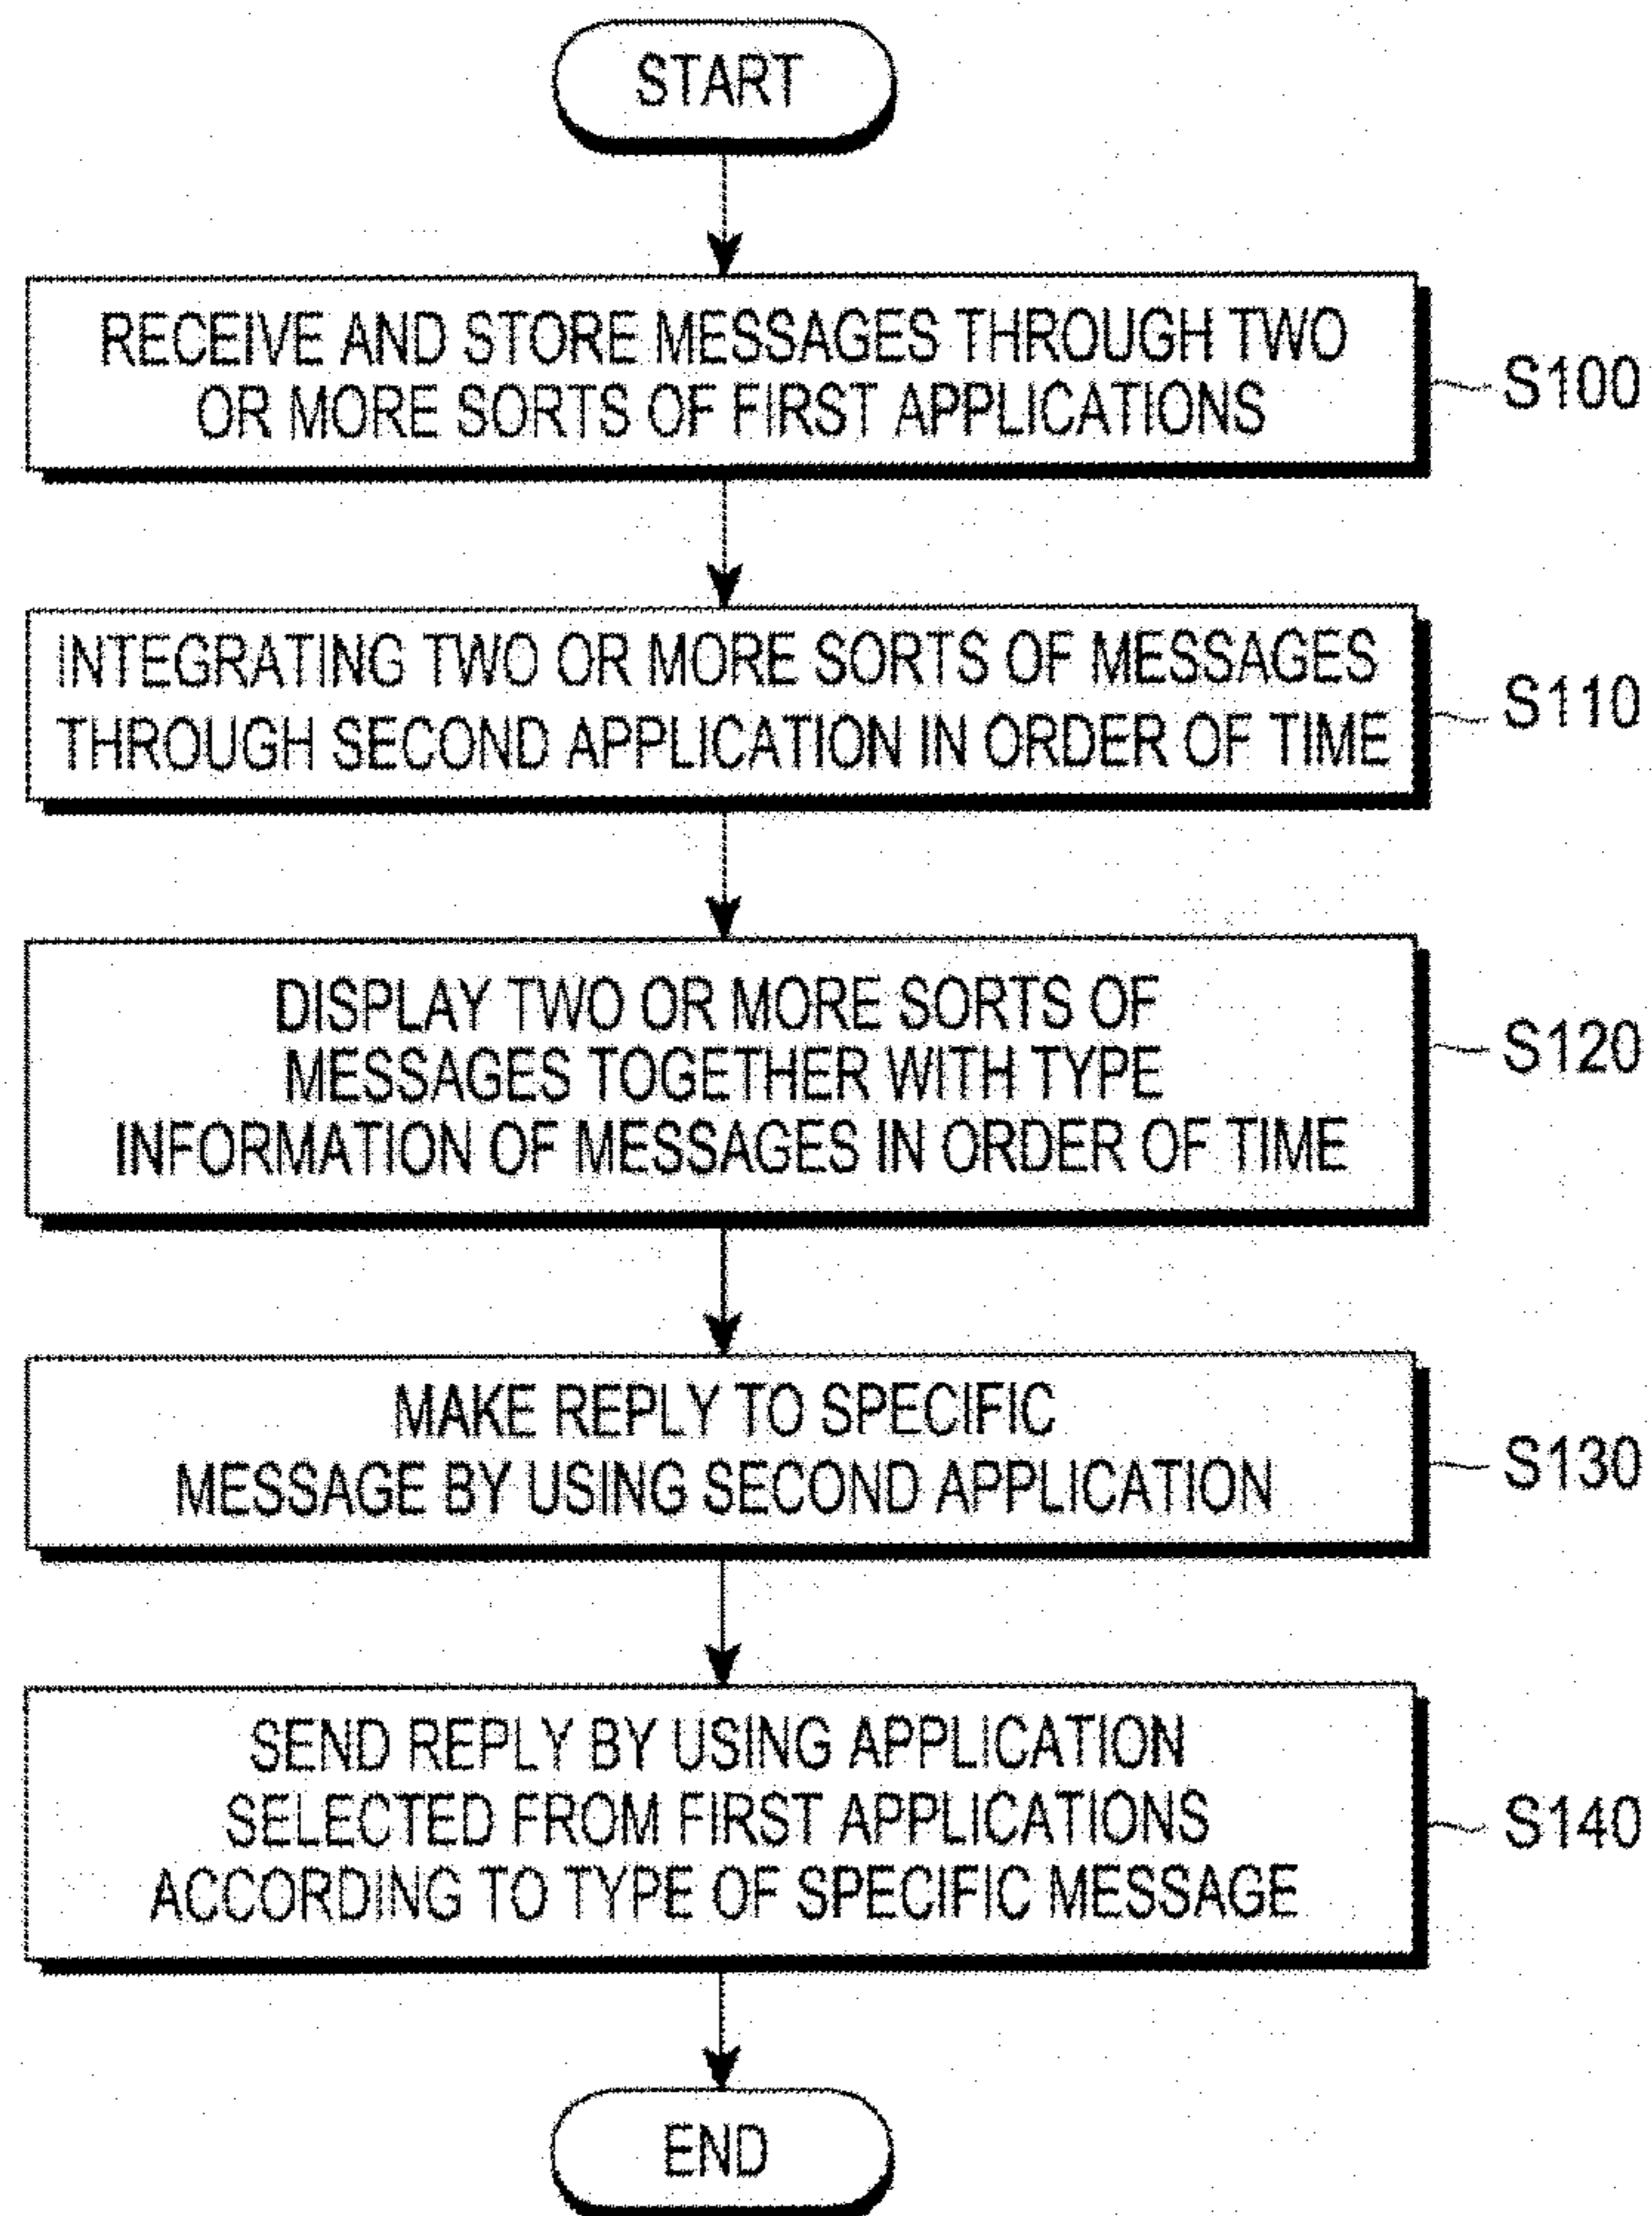 START
RECEIVE AND STORE MESSAGES THROUGH TWO
OR MORE SORTS OF FIRST APPLICATIONS
S100
INTEGRATING TWO OR MORE SORTS OF MESSAGES
THROUGH SECOND APPLICATION IN ORDER OF TIME
S110
DISPLAY TWO OR MORE SORTS OF
MESSAGES TOGETHER WITH TYPE
INFORMATION OF MESSAGES IN ORDER OF TIME
S120
MAKE REPLY TO SPECIFIC
MESSAGE BY USING SECOND APPLICATION
S130
SEND REPLY BY USING APPLICATION
SELECTED FROM FIRST APPLICATIONS
ACCORDING TO TYPE OF SPECIFIC MESSAGE
S140
END